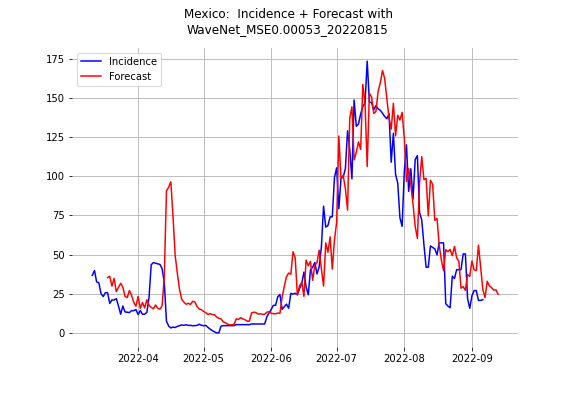 Mexico:  Incidence + Forecast with
WaveNet_MSE0.00053_20220815
Incidence
Forecast
175
150
125
100
75
50
25
0
2022-04 2022-05 2022-06 2022-07 2022-08 2022-09